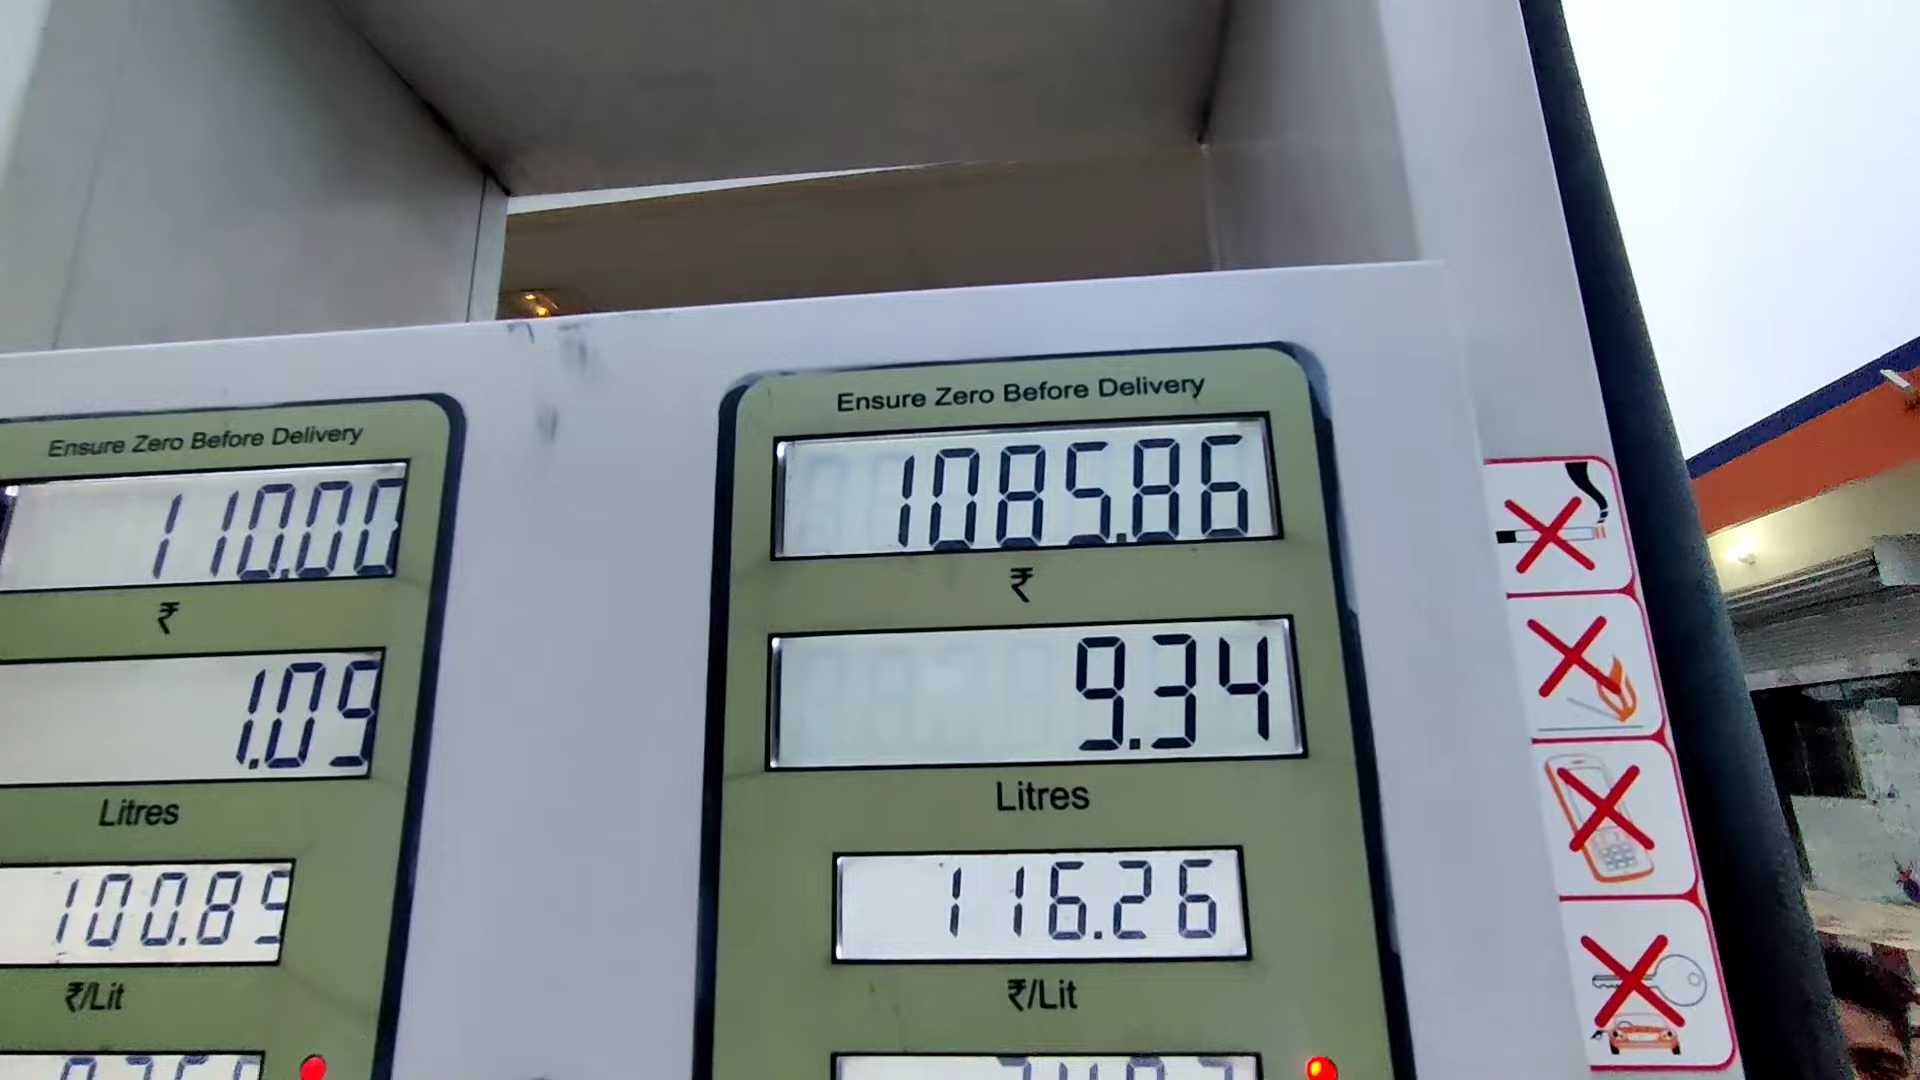 Ensure Zero Before Delivery
110.00
₹
1.09
Litres
100.89
₹/Lit
Ensure Zero Before Delivery
1085.86
₹
9.34
Litres
116.26
₹/Lit